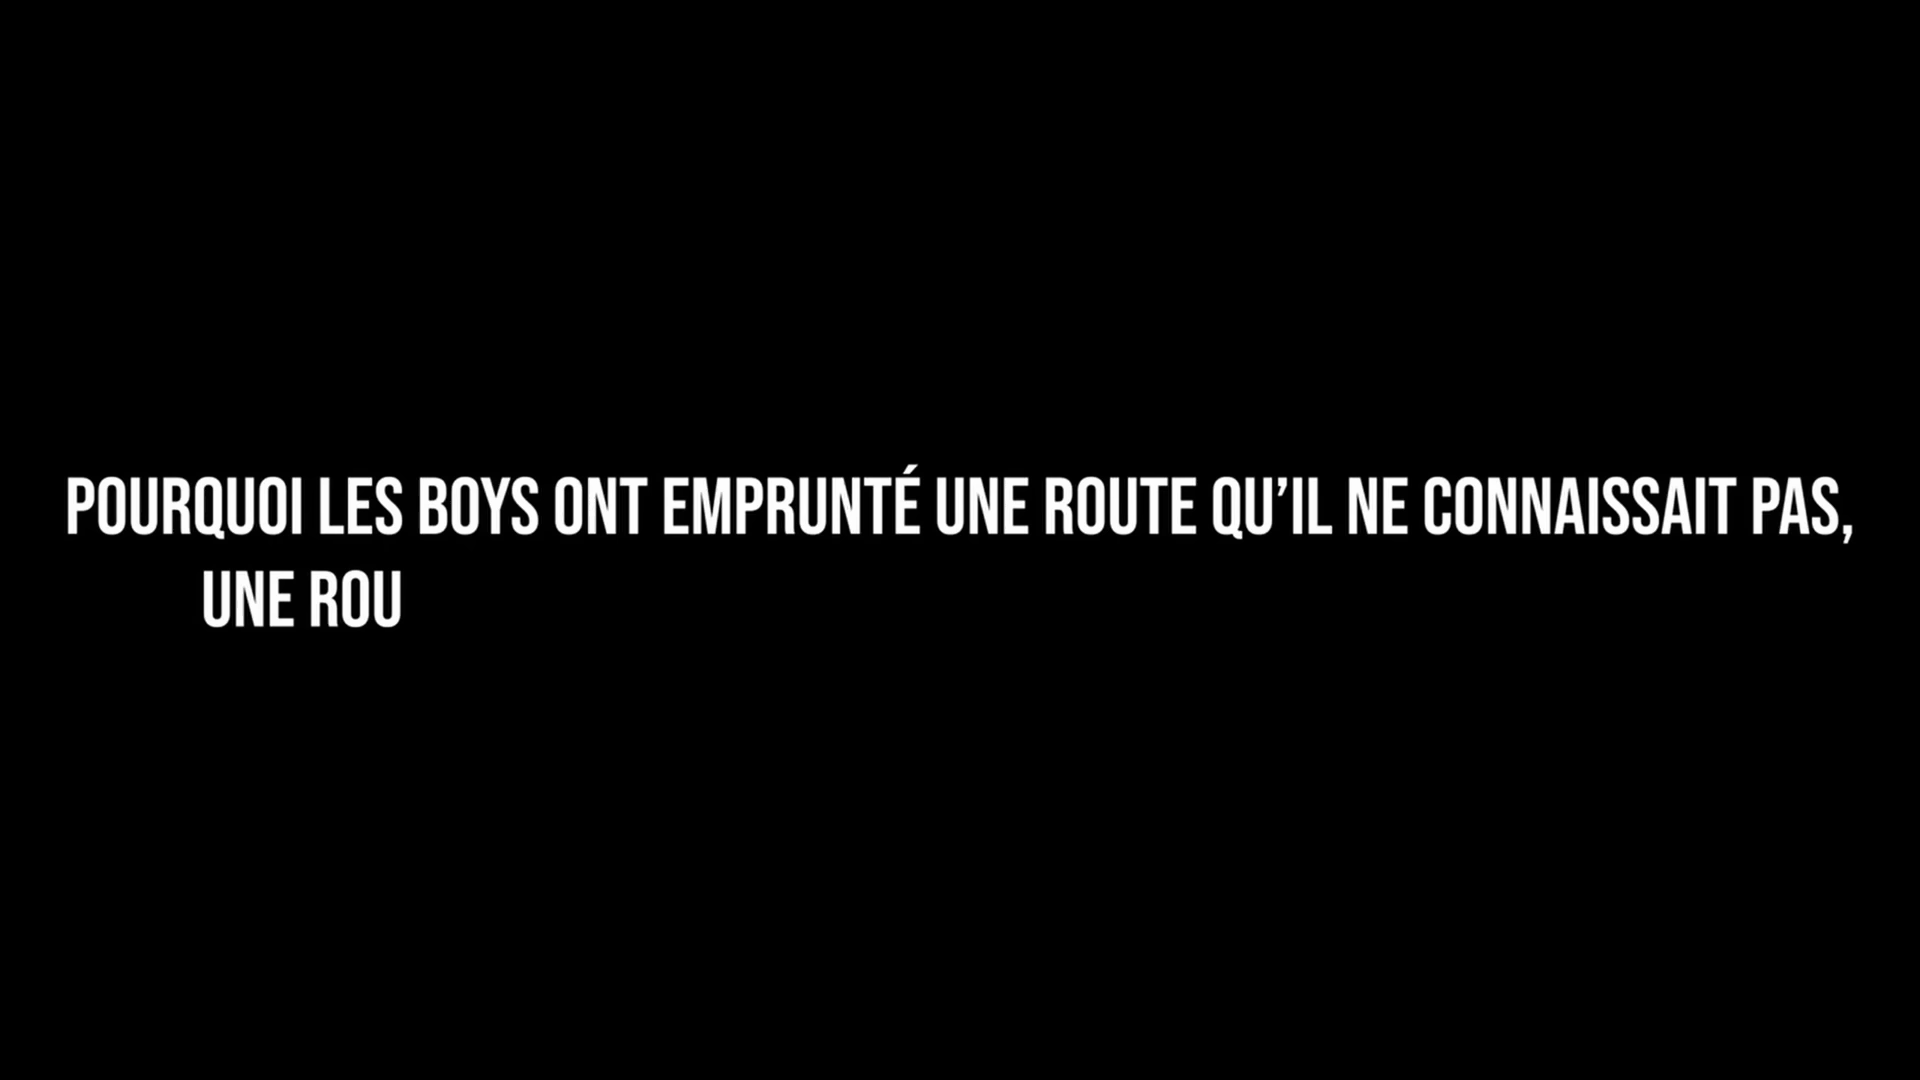 POURQUOI LES BOYS ONT EMPRUNTÉ UNE ROUTE QU’IL NE CONNAISSAIT PAS,
UNE ROU